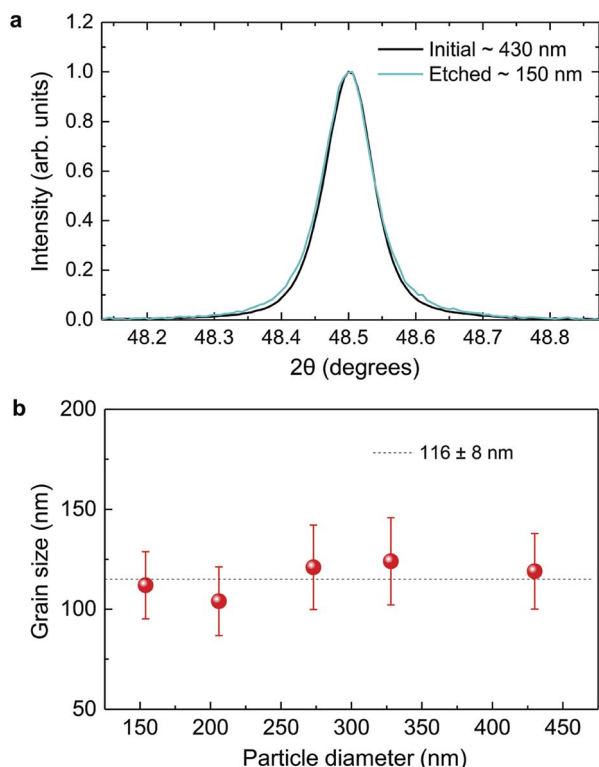 a
1.2
1.0
0.8
0.6
0.4
0.2
0.0
Intensity (arb. units)
Initial ~ 430 nm
Etched ~ 150 nm
48.2 48.3 48.4 48.5 48.6 48.7 48.8
2θ (degrees)
b
200
150
100
50
Grain size (nm)
116 ± 8 nm
150 200 250 300 350 400 450
Particle diameter (nm)